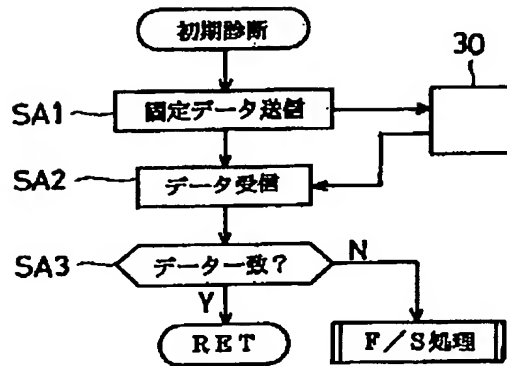 初期診断
30
SA1
固定データ送信
SA2
データ受信
SA3
データ一致?
N
Y
RET
F/S処理